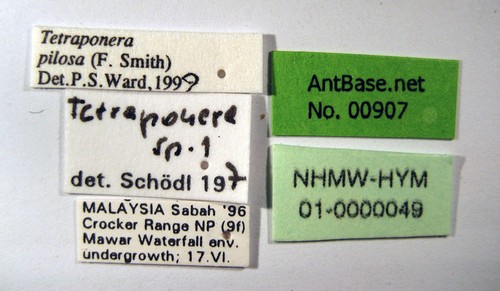 Tetraponera
pilosa (F. Smith)
Det.P.S.Ward, 1999
Tetraponera
sp. 1
det. Schödl 197
MALAYSIA Sabah '96
Crocker Range NP (9f)
Mawar Waterfall env.
undergrowth; 17.VI.
AntBase.net
No. 00907
NHMW-HYM
01-0000049